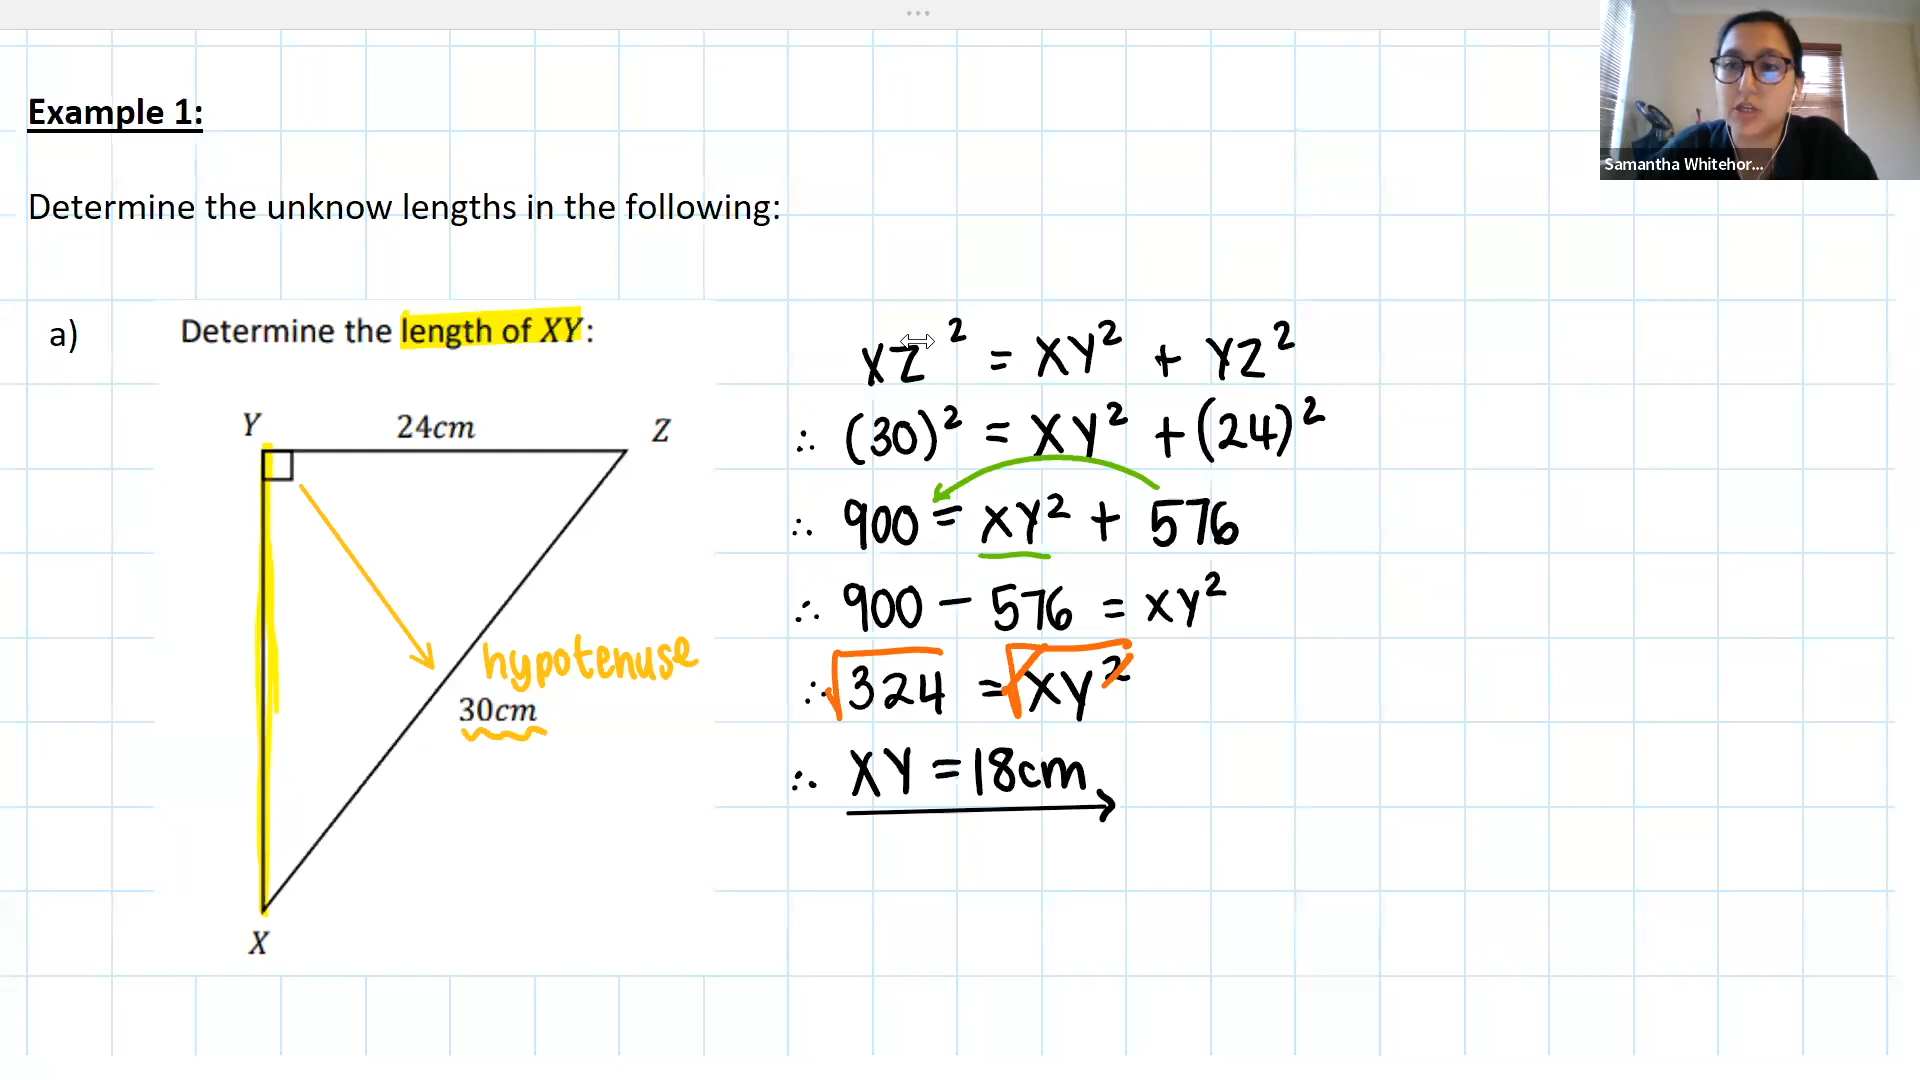 Samantha Whitehor...
Example 1:
Determine the unknow lengths in the following:
a) Determine the length of XY:
Y 24cm Z
hypotenuse
30cm
X
XZ² = XY² + YZ²
∴ (30)² = XY² + (24)²
∴ 900 = XY² + 576
∴ 900 – 576 = XY²
∴ √324 = √XY²
∴ XY = 18cm